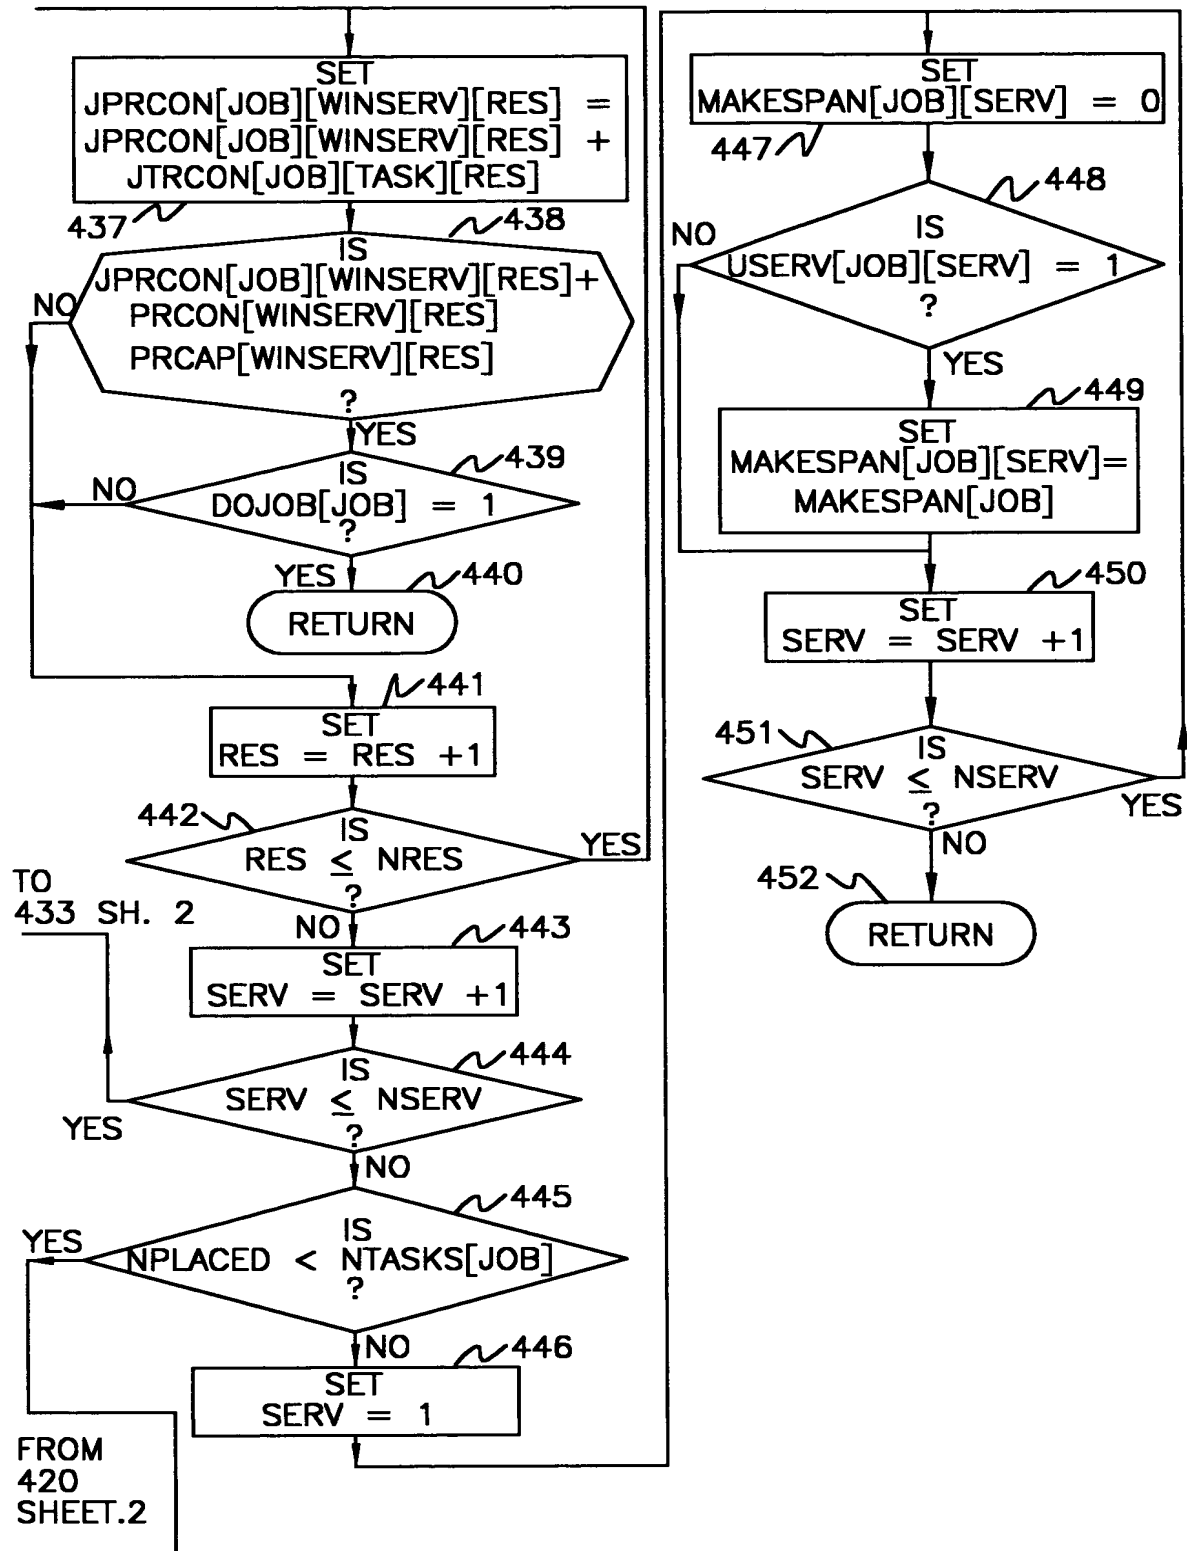 SET
JPRCON[JOB][WINSERV][RES] =
JPRCON[JOB][WINSERV][RES] +
JTRCON[JOB][TASK][RES]
437
438
IS
JPRCON[JOB][WINSERV][RES]+
PRCON[WINSERV][RES]
PRCAP[WINSERV][RES]
?
NO
YES
439
IS
DOJOB[JOB] = 1
?
NO
YES
440
RETURN
441
SET
RES = RES +1
442
IS
RES ≤ NRES
?
YES
TO
433 SH. 2
NO
443
SET
SERV = SERV +1
444
IS
SERV ≤ NSERV
?
YES
NO
445
IS
NPLACED < NTASKS[JOB]
?
YES
NO
446
SET
SERV = 1
FROM
420
SHEET.2
SET
MAKESPAN[JOB][SERV] = 0
447
448
IS
USERV[JOB][SERV] = 1
?
NO
YES
449
SET
MAKESPAN[JOB][SERV]=
MAKESPAN[JOB]
450
SET
SERV = SERV +1
451
IS
SERV ≤ NSERV
?
YES
NO
452
RETURN